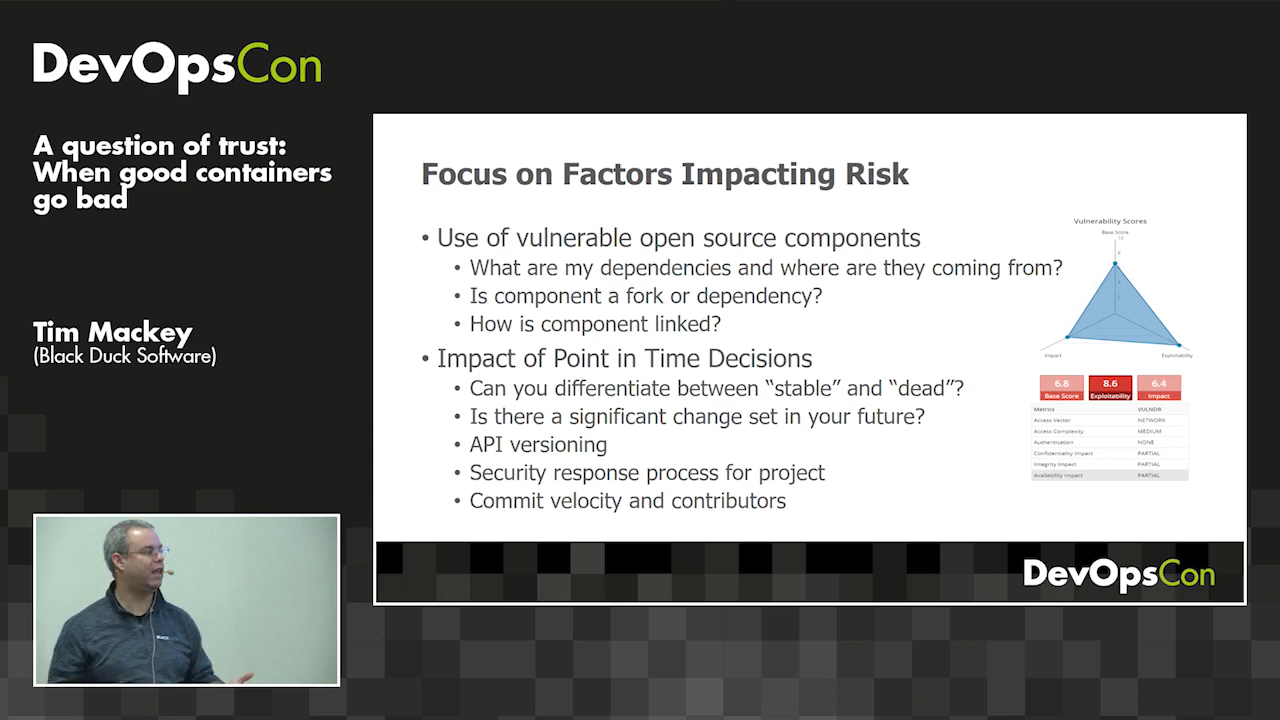 DevOpsCon
A question of trust:
When good containers
go bad
Tim Mackey
(Black Duck Software)
Focus on Factors Impacting Risk
• Use of vulnerable open source components
• What are my dependencies and where are they coming from?
• Is component a fork or dependency?
• How is component linked?
• Impact of Point in Time Decisions
• Can you differentiate between “stable” and “dead”?
• Is there a significant change set in your future?
• API versioning
• Security response process for project
• Commit velocity and contributors
Vulnerability Scores
Base Score
10
8
4
2
Impact
Exploitability
6.8 8.6 6.4
Base Score Exploitability Impact
Metrics VULNDB
Access Vector NETWORK
Access Complexity MEDIUM
Authentication NONE
Confidentiality Impact PARTIAL
Integrity Impact PARTIAL
Availability Impact PARTIAL
DevOpsCon